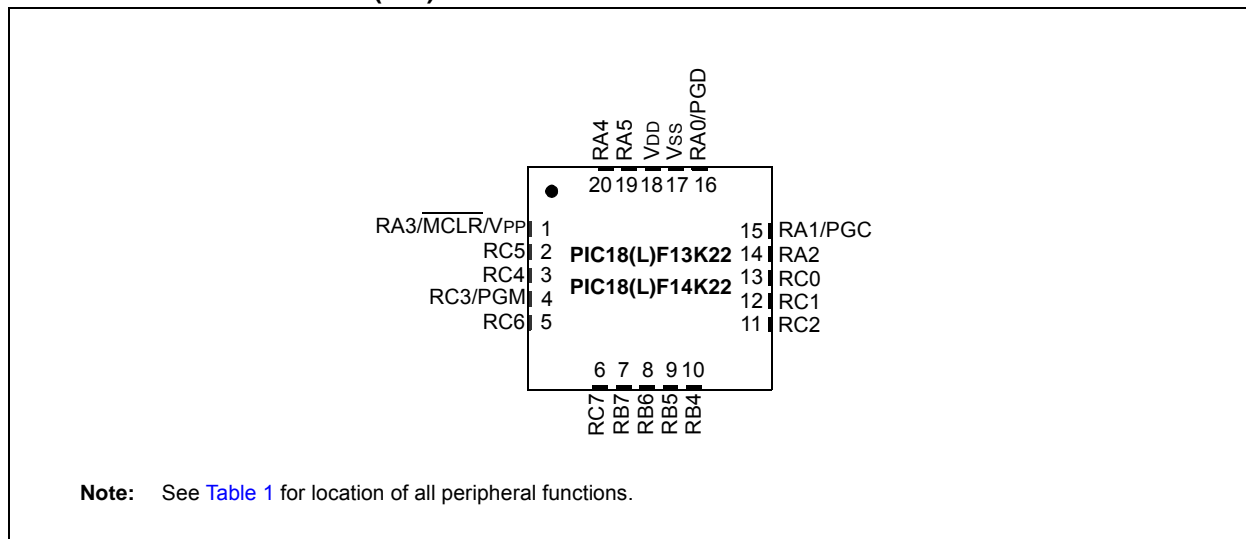 RA4
RA5
VDD
VSS
RA0/PGD
20 19 18 17 16
RA3/MCLR/VPP 1
RC5 2
RC4 3
RC3/PGM 4
RC6 5
PIC18(L)F13K22
PIC18(L)F14K22
15 RA1/PGC
14 RA2
13 RC0
12 RC1
11 RC2
6 7 8 9 10
RC7
RB7
RB6
RB5
RB4
Note: See Table 1 for location of all peripheral functions.